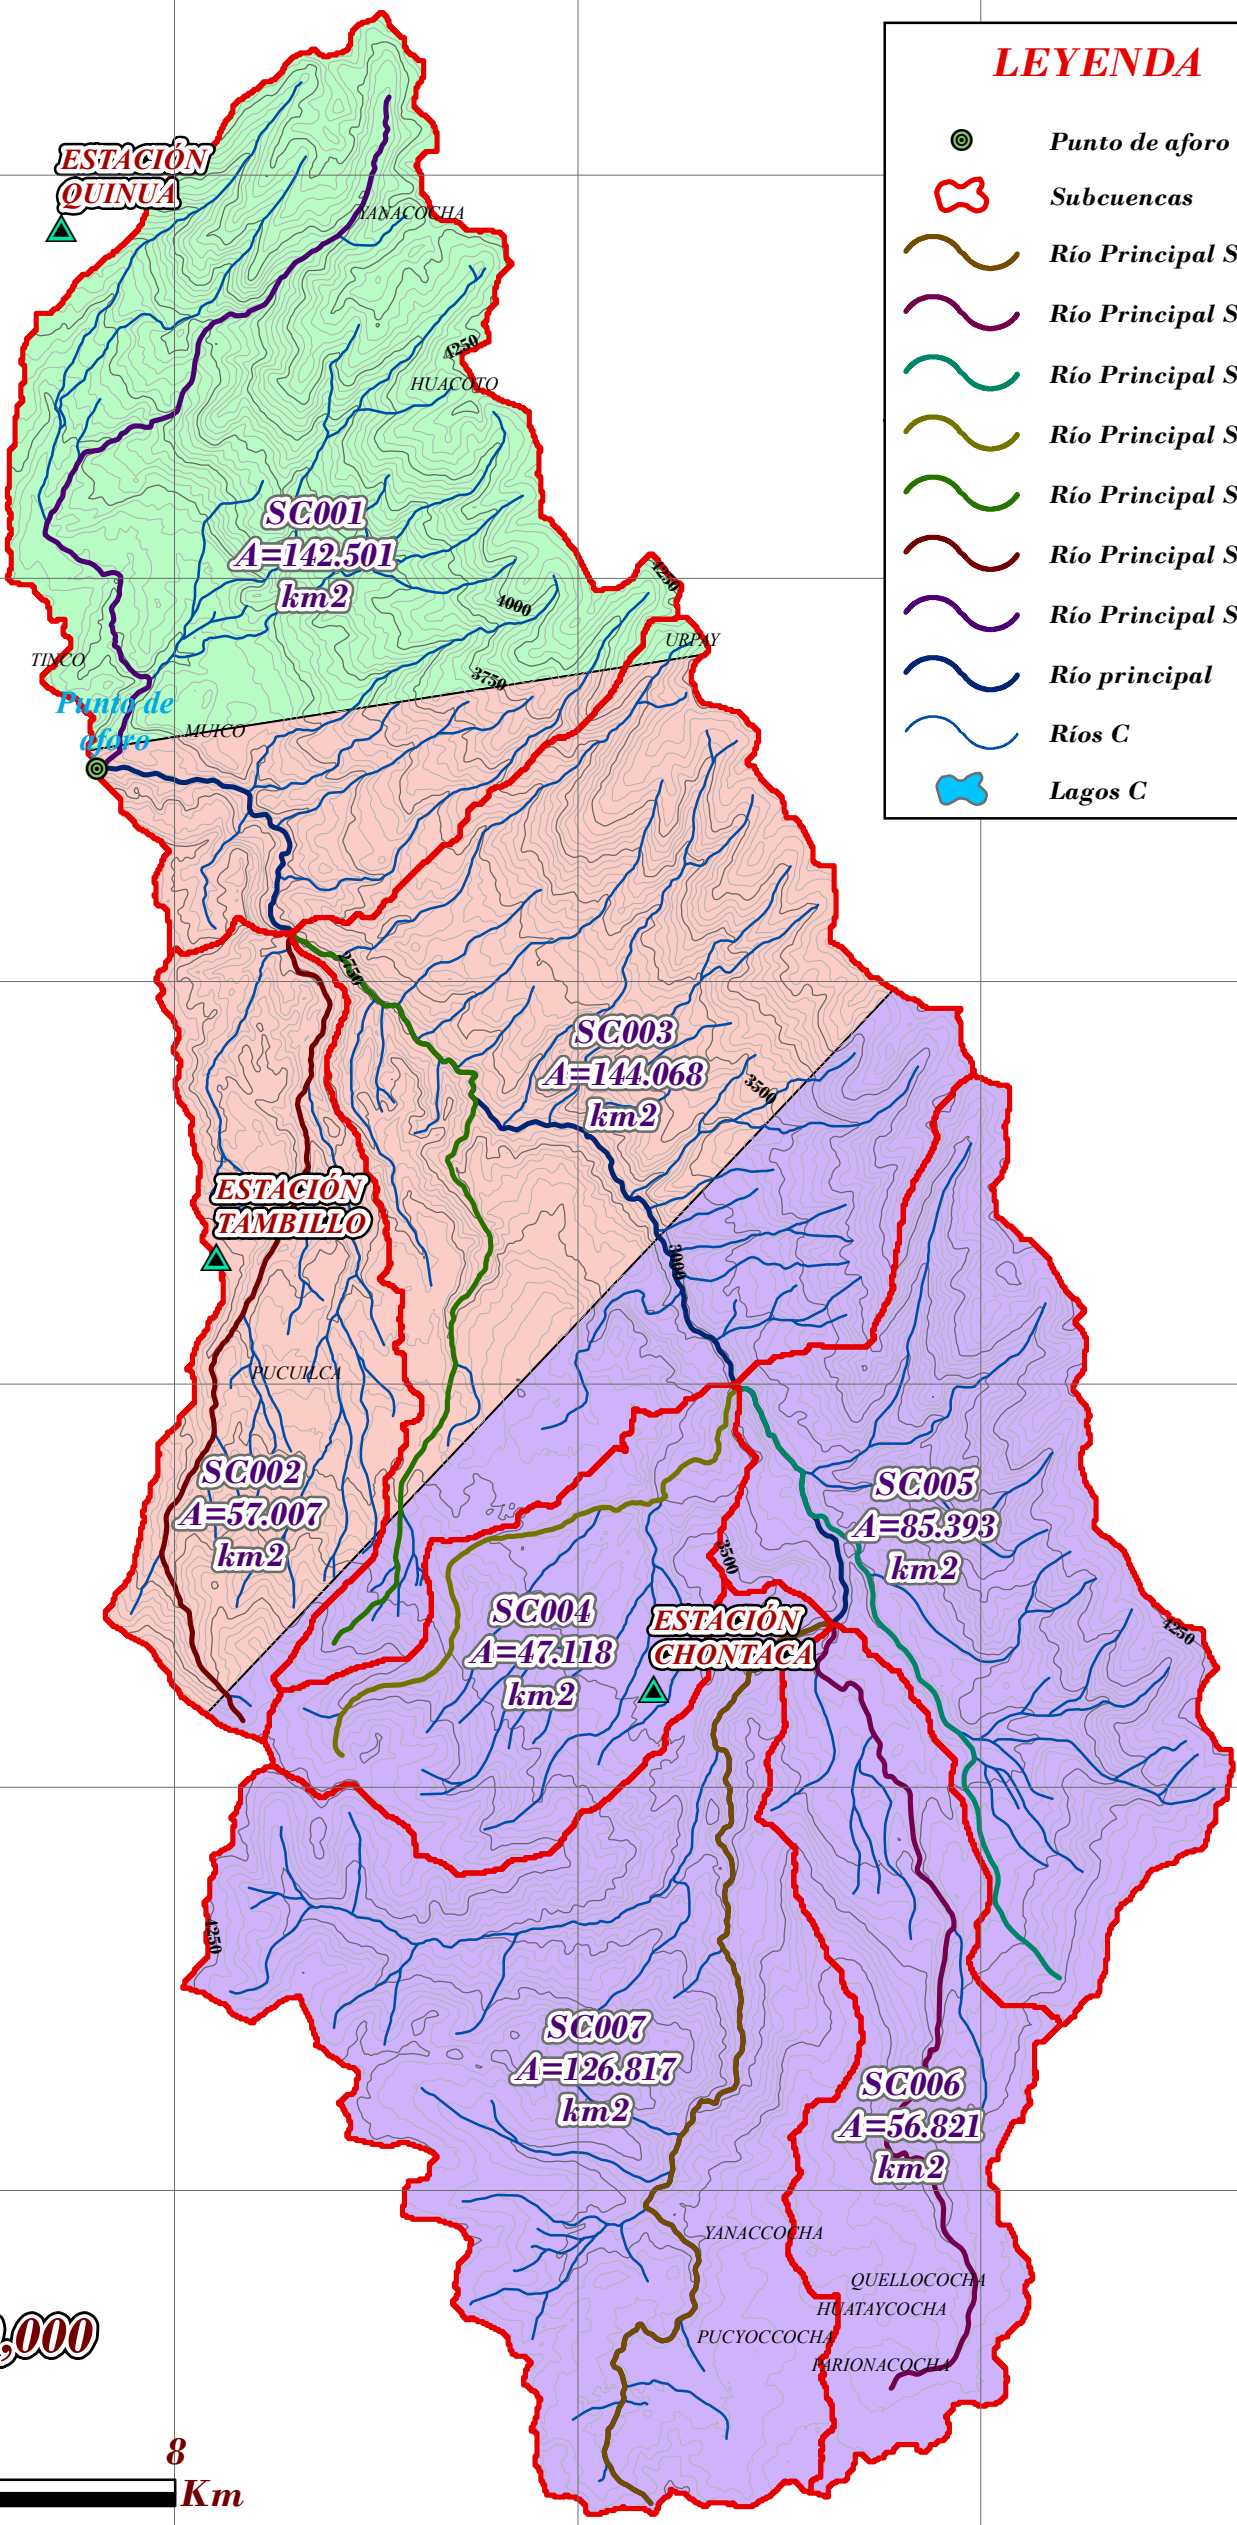 LEYENDA
Punto de aforo
Subcuencas
Río Principal S
Río Principal S
Río Principal S
Río Principal S
Río Principal S
Río Principal S
Río Principal S
Río principal
Ríos C
Lagos C
ESTACIÓN
QUINUA
YANACOCHA
4250
HUACOTO
SC001
A=142.501
km2
4250
4000
URPAY
TINCO
3750
Punto de
aforo
MUICO
2750
SC003
A=144.068
km2
3500
ESTACIÓN
TAMBILLO
3000
PUCUILCA
SC002
A=57.007
km2
SC005
A=85.393
km2
3500
SC004
A=47.118
km2
ESTACIÓN
CHONTACA
4250
4250
SC007
A=126.817
km2
SC006
A=56.821
km2
YANACCOCHA
QUELLOCOCHA
HUATAYCOCHA
PUCYOCCOCHA
PARIONACOCHA
,000
8
Km